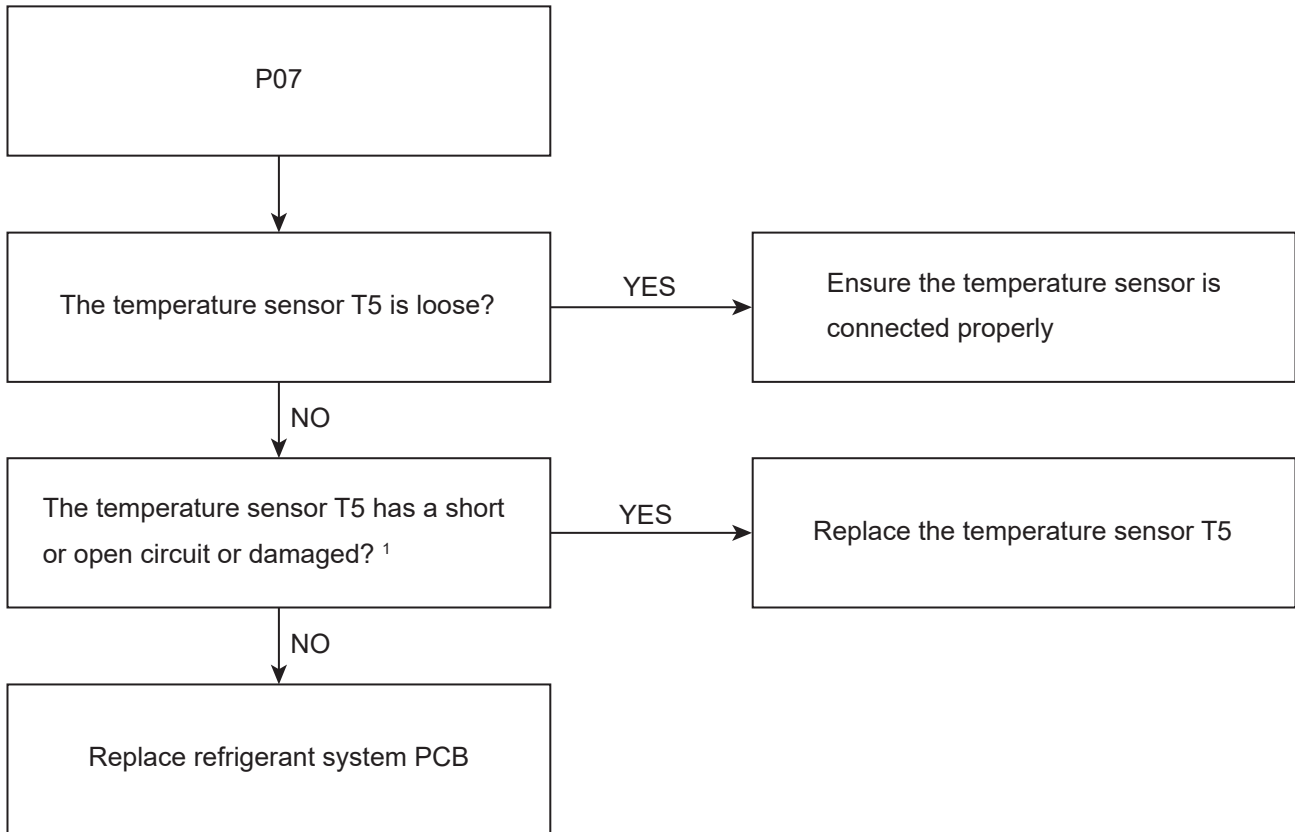 P07
The temperature sensor T5 is loose?
YES
Ensure the temperature sensor is
connected properly
NO
The temperature sensor T5 has a short
or open circuit or damaged? ¹
YES
Replace the temperature sensor T5
NO
Replace refrigerant system PCB